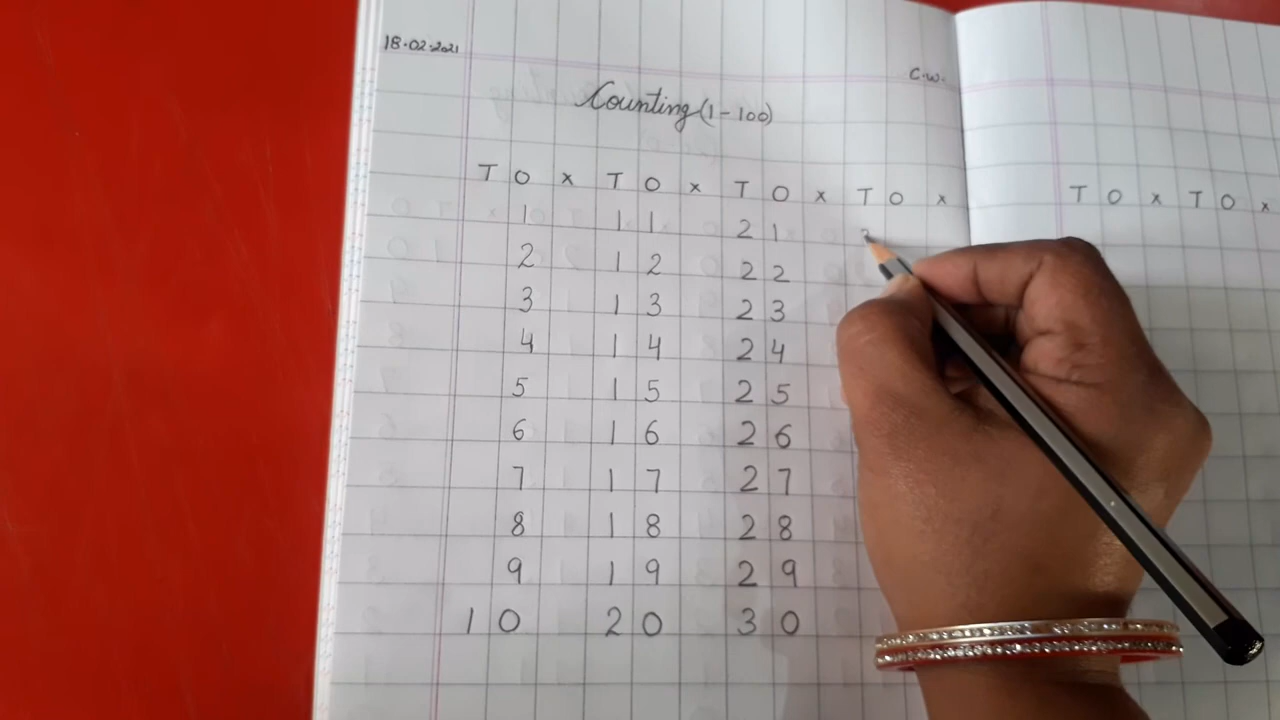 18.02.2021
C.W.
Counting (1-100)
T O x T O x T O x T O x T O x T O x
1 1 1 2 1
2 1 2 2 2
3 1 3 2 3
4 1 4 2 4
5 1 5 2 5
6 1 6 2 6
7 1 7 2 7
8 1 8 2 8
9 1 9 2 9
1 0 2 0 3 0